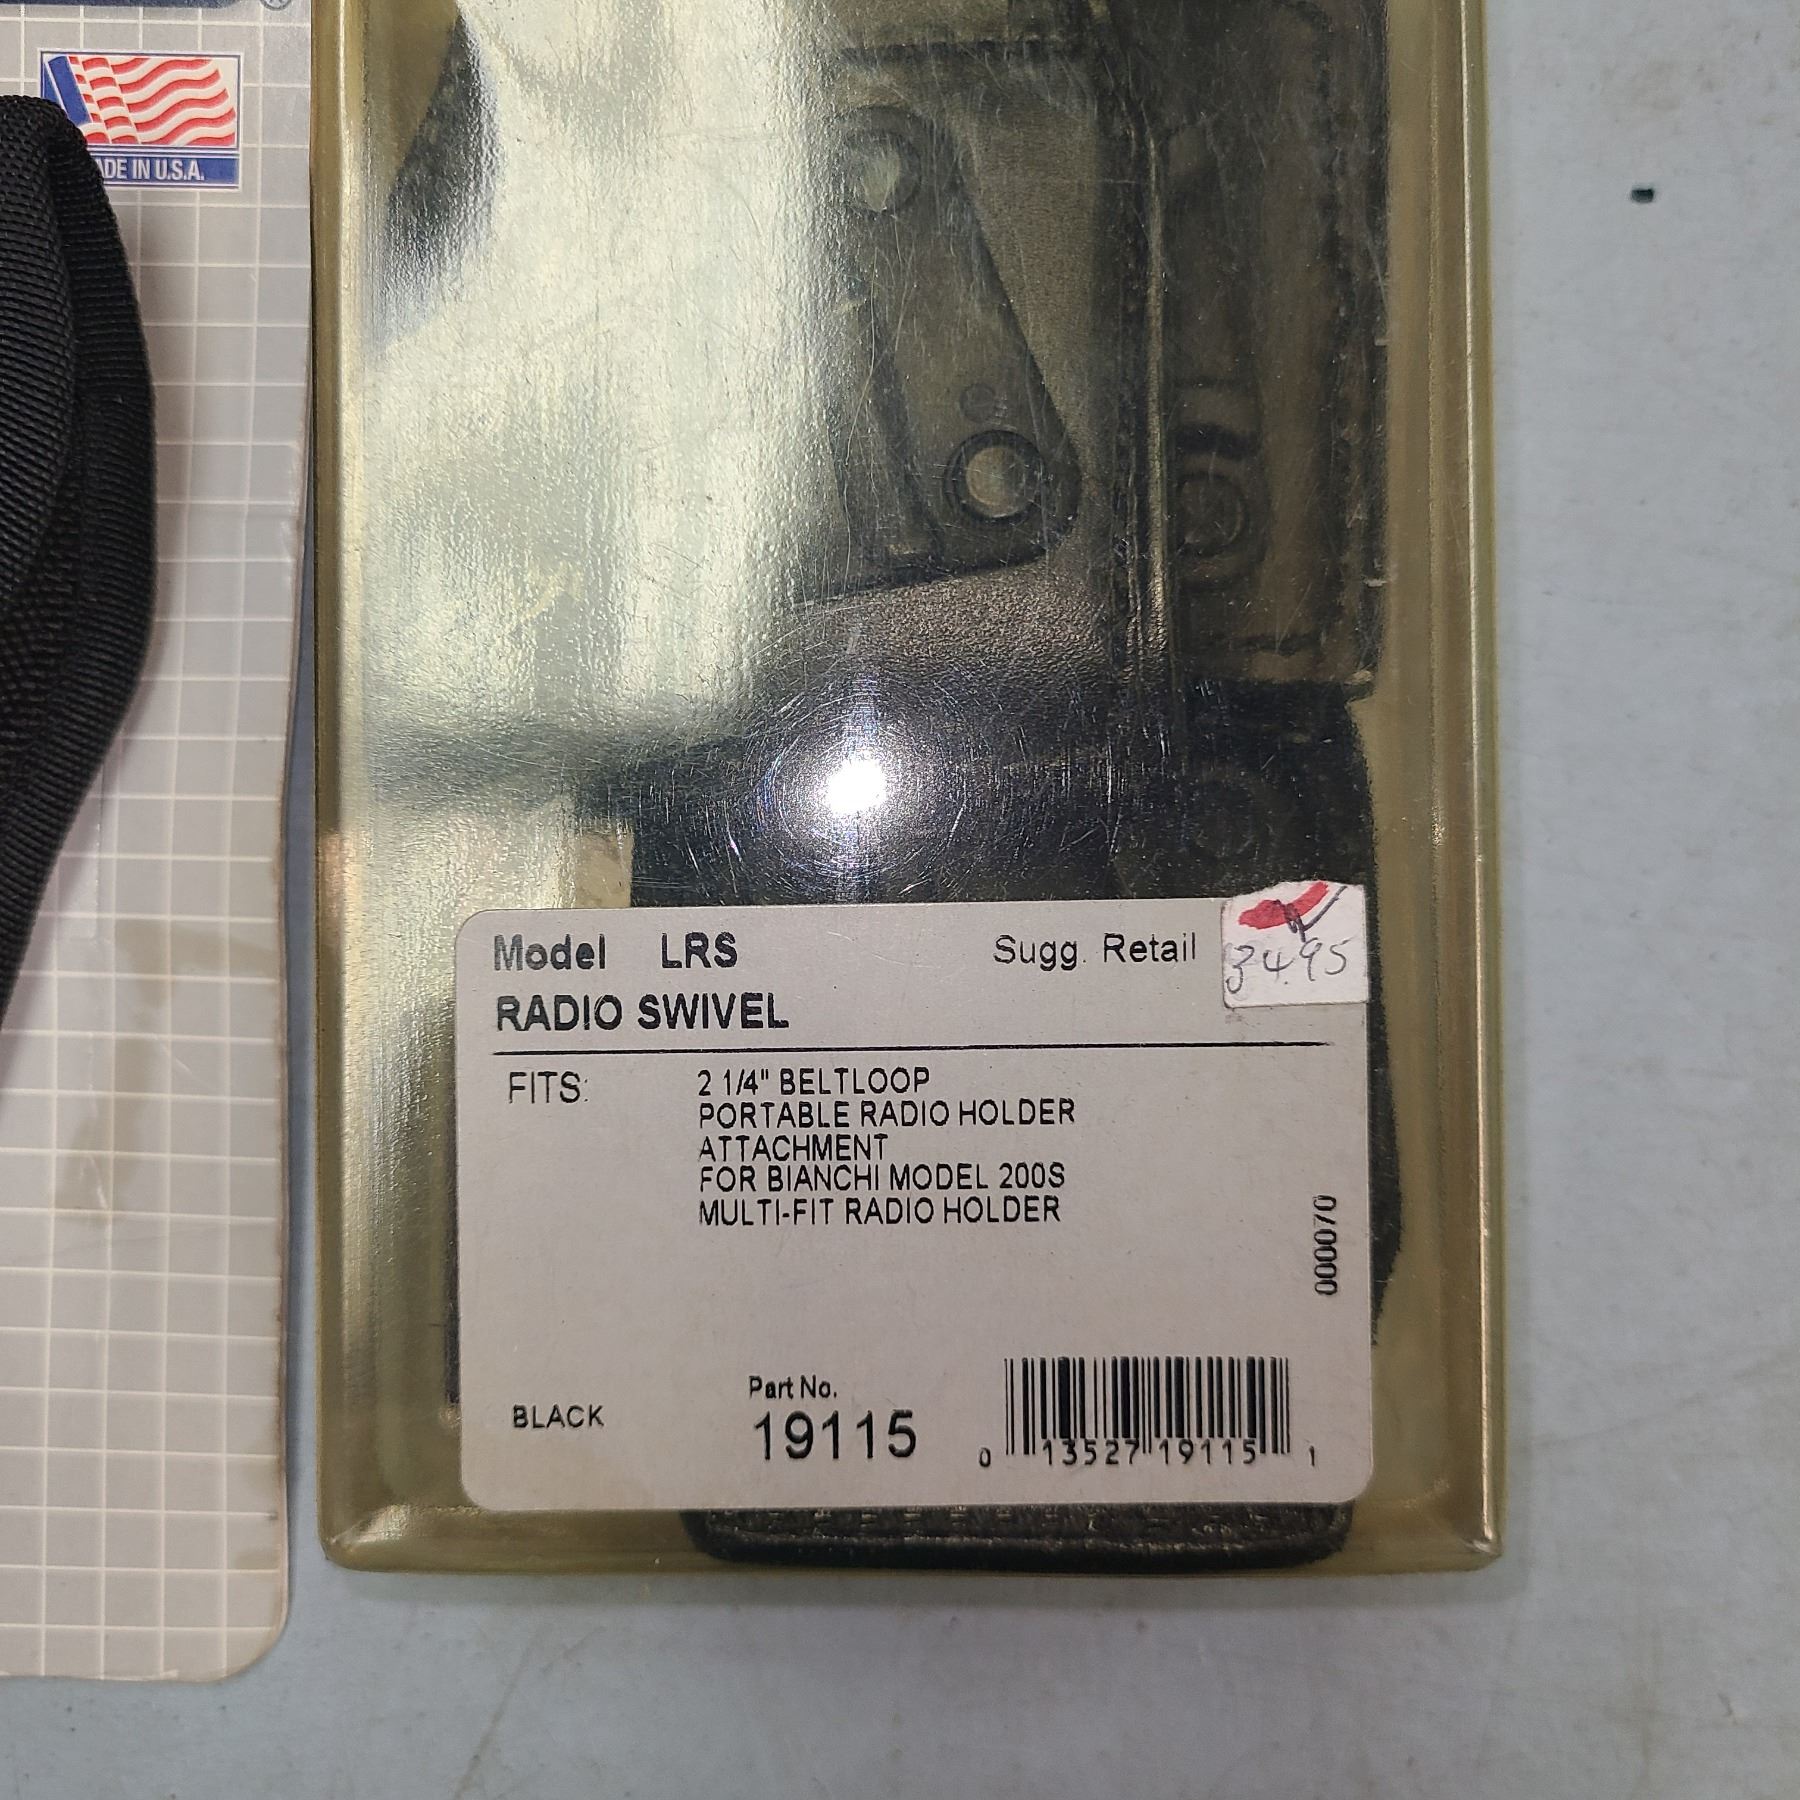 ®
ADE IN U.S.A.
Model LRS Sugg. Retail 34.95
RADIO SWIVEL
FITS: 2 1/4" BELTLOOP
PORTABLE RADIO HOLDER
ATTACHMENT
FOR BIANCHI MODEL 200S
MULTI-FIT RADIO HOLDER
000070
BLACK
Part No.
19115
0 13527 19115 1